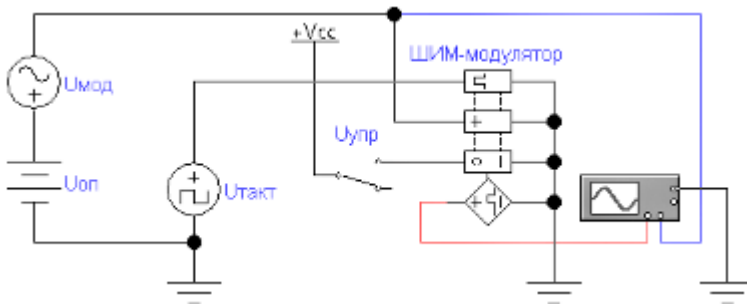 +Vcc
ШИМ-модулятор
Uмод
Uупр
Uоп
Uтакт